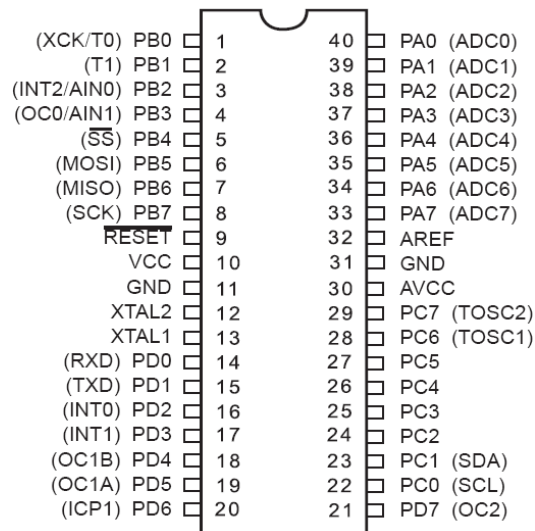 (XCK/T0) PB0 1 40 PA0 (ADC0)
(T1) PB1 2 39 PA1 (ADC1)
(INT2/AIN0) PB2 3 38 PA2 (ADC2)
(OC0/AIN1) PB3 4 37 PA3 (ADC3)
(SS) PB4 5 36 PA4 (ADC4)
(MOSI) PB5 6 35 PA5 (ADC5)
(MISO) PB6 7 34 PA6 (ADC6)
(SCK) PB7 8 33 PA7 (ADC7)
RESET 9 32 AREF
VCC 10 31 GND
GND 11 30 AVCC
XTAL2 12 29 PC7 (TOSC2)
XTAL1 13 28 PC6 (TOSC1)
(RXD) PD0 14 27 PC5
(TXD) PD1 15 26 PC4
(INT0) PD2 16 25 PC3
(INT1) PD3 17 24 PC2
(OC1B) PD4 18 23 PC1 (SDA)
(OC1A) PD5 19 22 PC0 (SCL)
(ICP1) PD6 20 21 PD7 (OC2)